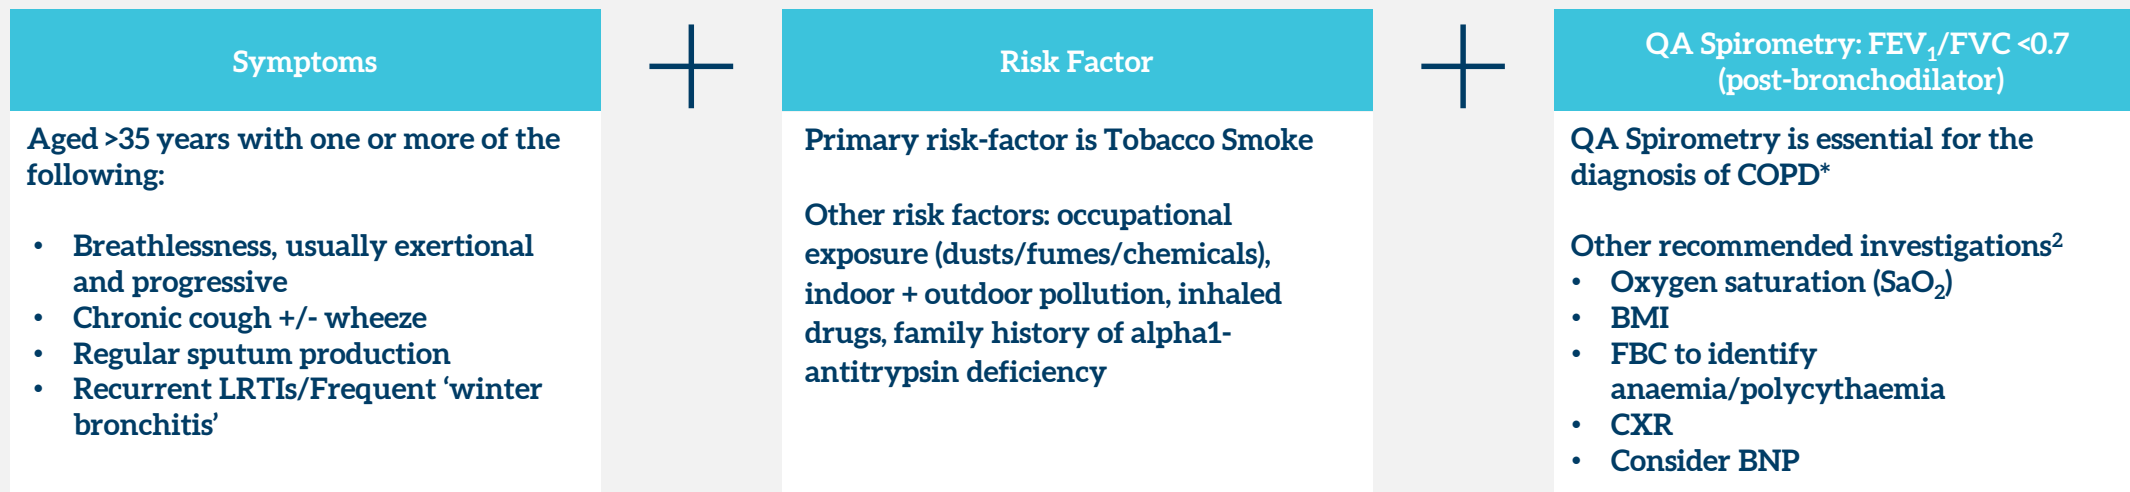 Symptoms
Aged >35 years with one or more of the
following:
• Breathlessness, usually exertional
and progressive
• Chronic cough +/- wheeze
• Regular sputum production
• Recurrent LRTIs/Frequent ‘winter
bronchitis’
Risk Factor
Primary risk-factor is Tobacco Smoke
Other risk factors: occupational
exposure (dusts/fumes/chemicals),
indoor + outdoor pollution, inhaled
drugs, family history of alpha1-
antitrypsin deficiency
QA Spirometry: FEV₁/FVC <0.7
(post-bronchodilator)
QA Spirometry is essential for the
diagnosis of COPD*
Other recommended investigations²
• Oxygen saturation (SaO₂)
• BMI
• FBC to identify
anaemia/polycythaemia
• CXR
• Consider BNP